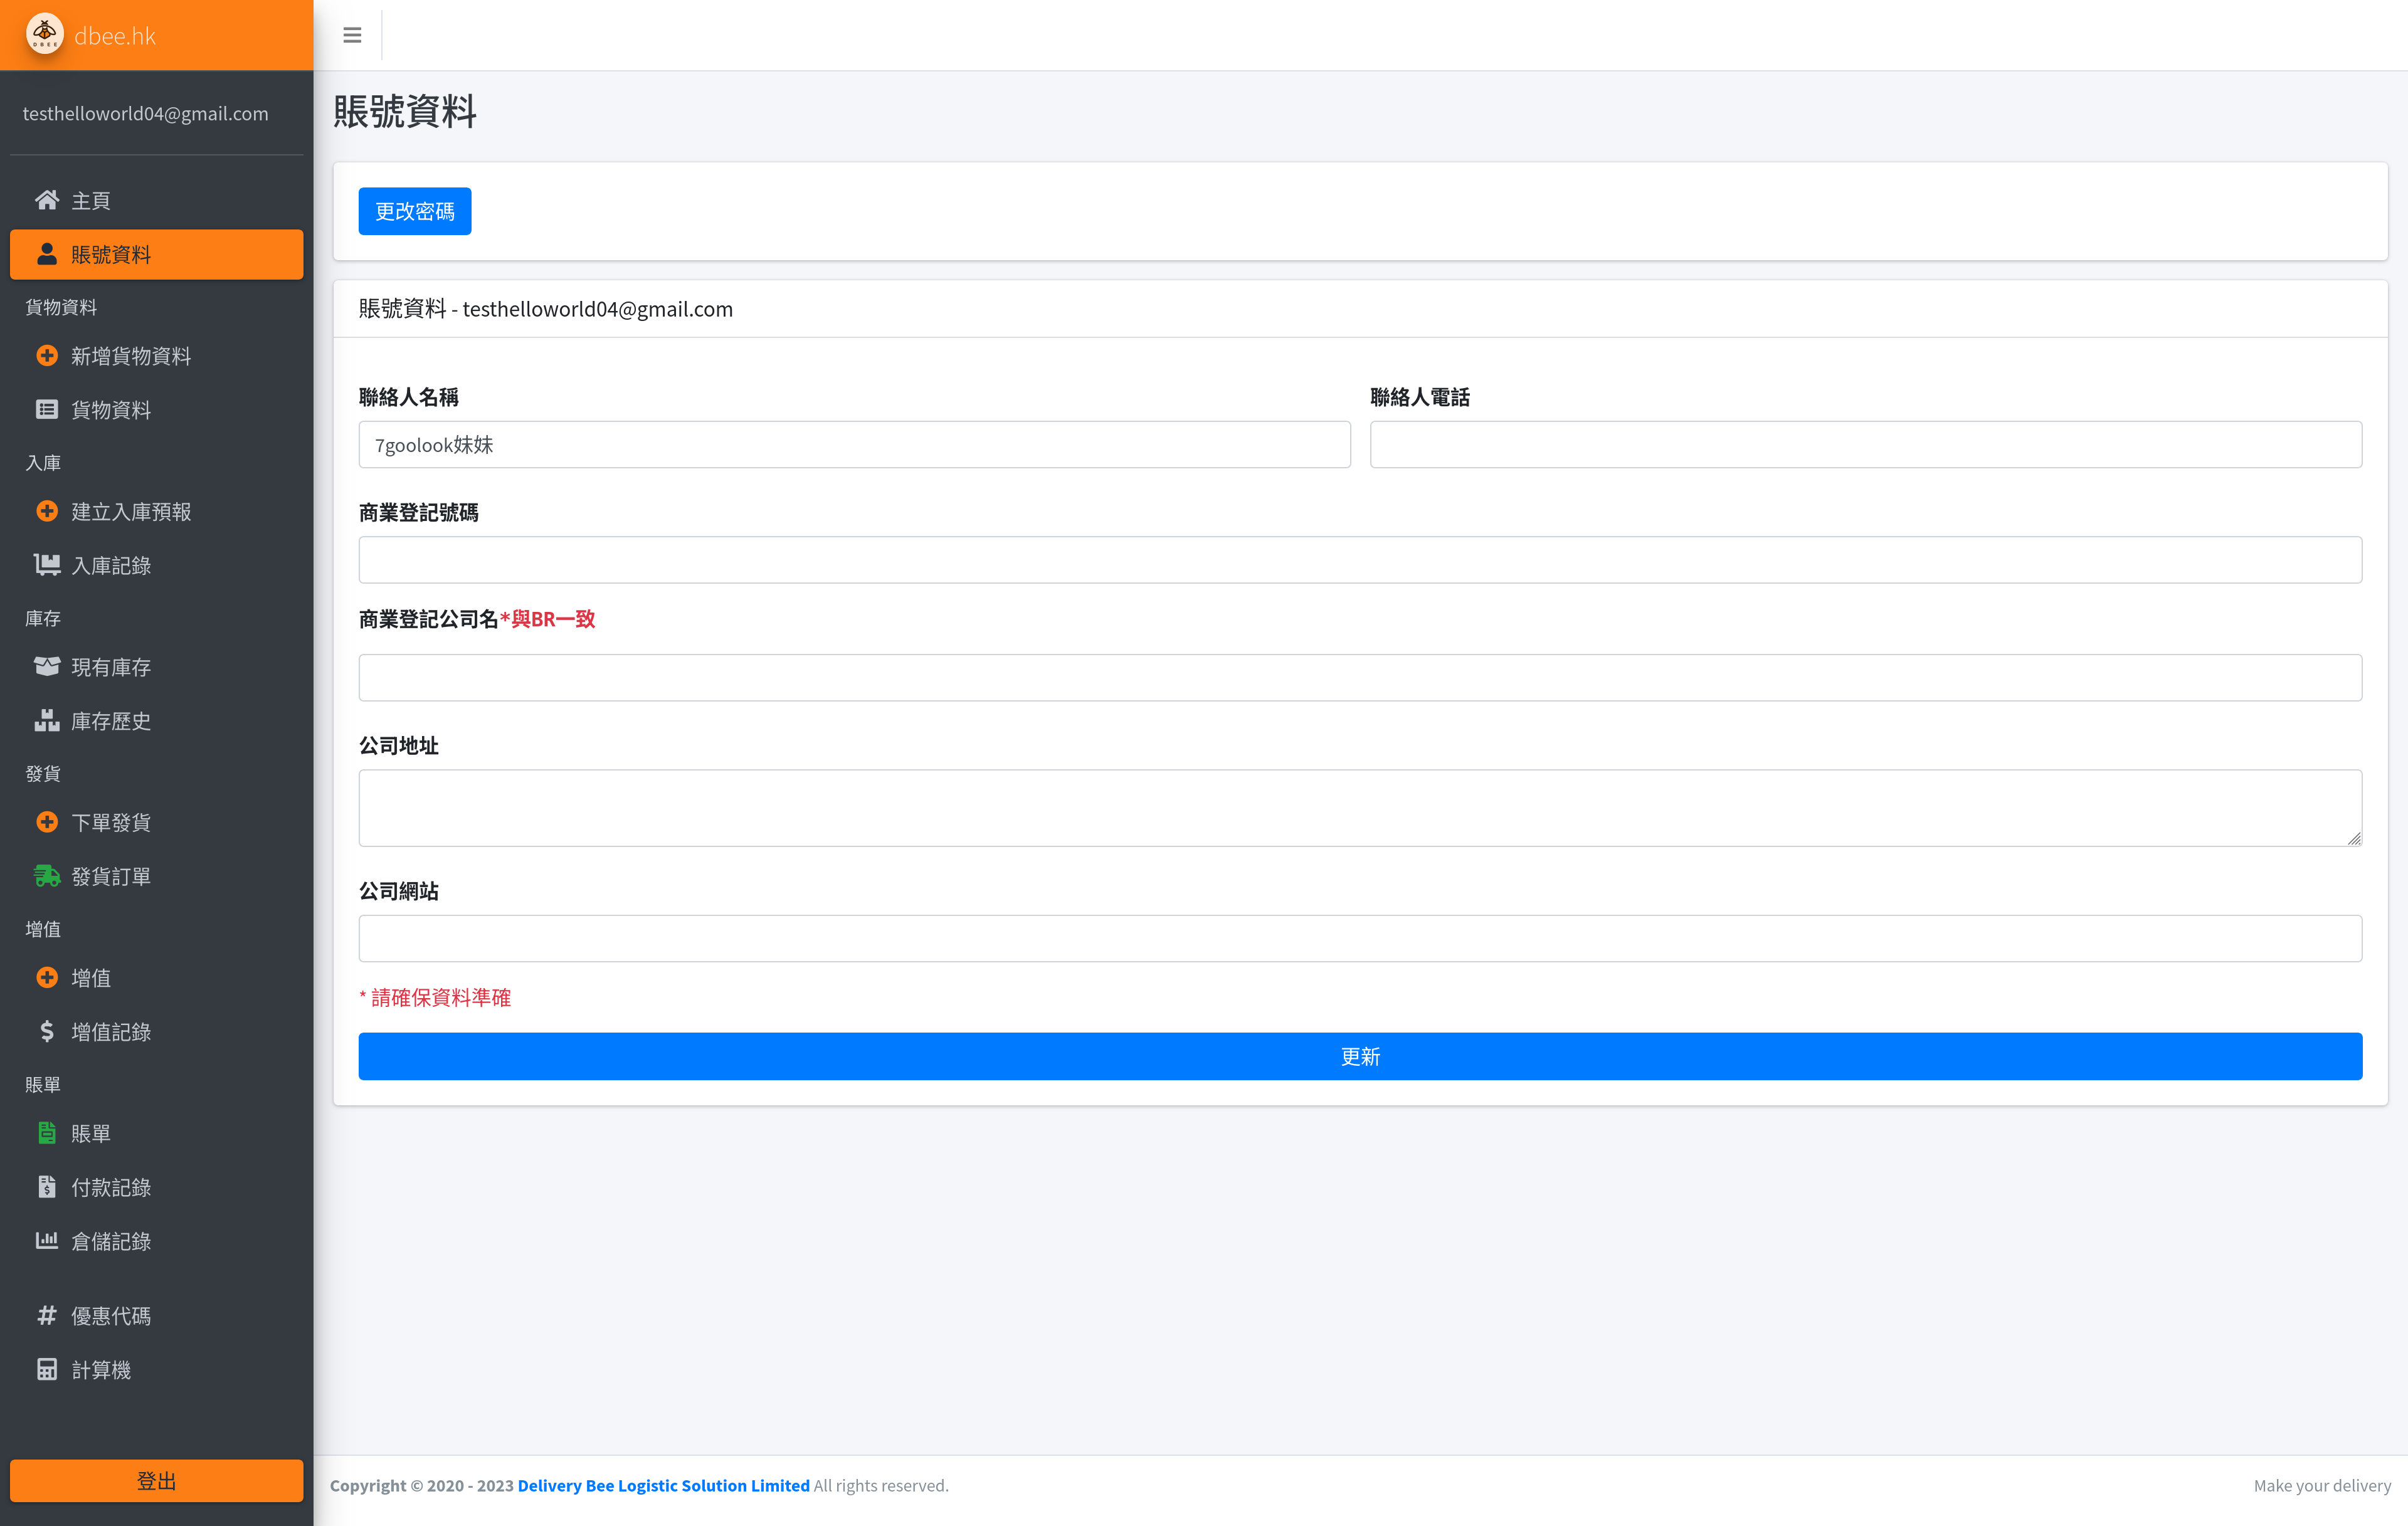 DBEE
dbee.hk
testhelloworld04@gmail.com
主頁
賬號資料
貨物資料
新增貨物資料
貨物資料
入庫
建立入庫預報
入庫記錄
庫存
現有庫存
庫存歷史
發貨
下單發貨
發貨訂單
增值
增值
增值記錄
賬單
賬單
付款記錄
倉儲記錄
優惠代碼
計算機
登出
賬號資料
更改密碼
賬號資料 - testhelloworld04@gmail.com
聯絡人名稱
7goolook妹妹
聯絡人電話
商業登記號碼
商業登記公司名*與BR一致
公司地址
公司網站
* 請確保資料準確
更新
Copyright © 2020 - 2023 Delivery Bee Logistic Solution Limited All rights reserved.
Make your delivery